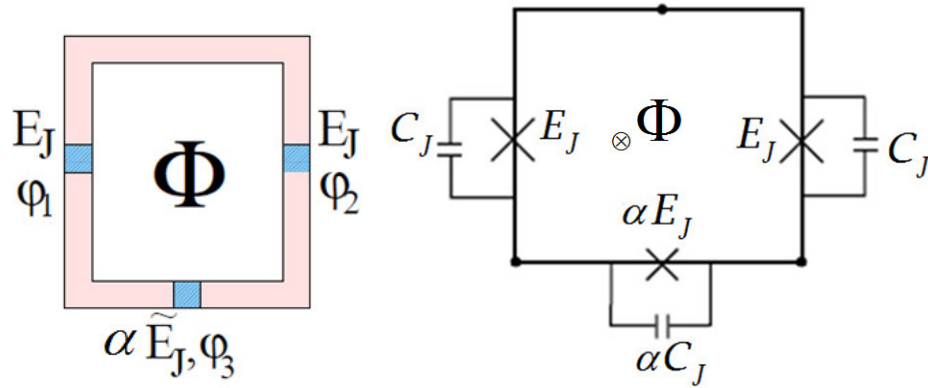 E_J Φ E_J
φ_1 φ_2
α Ẽ_J, φ_3
C_J E_J ⊗ Φ E_J C_J
αE_J
αC_J